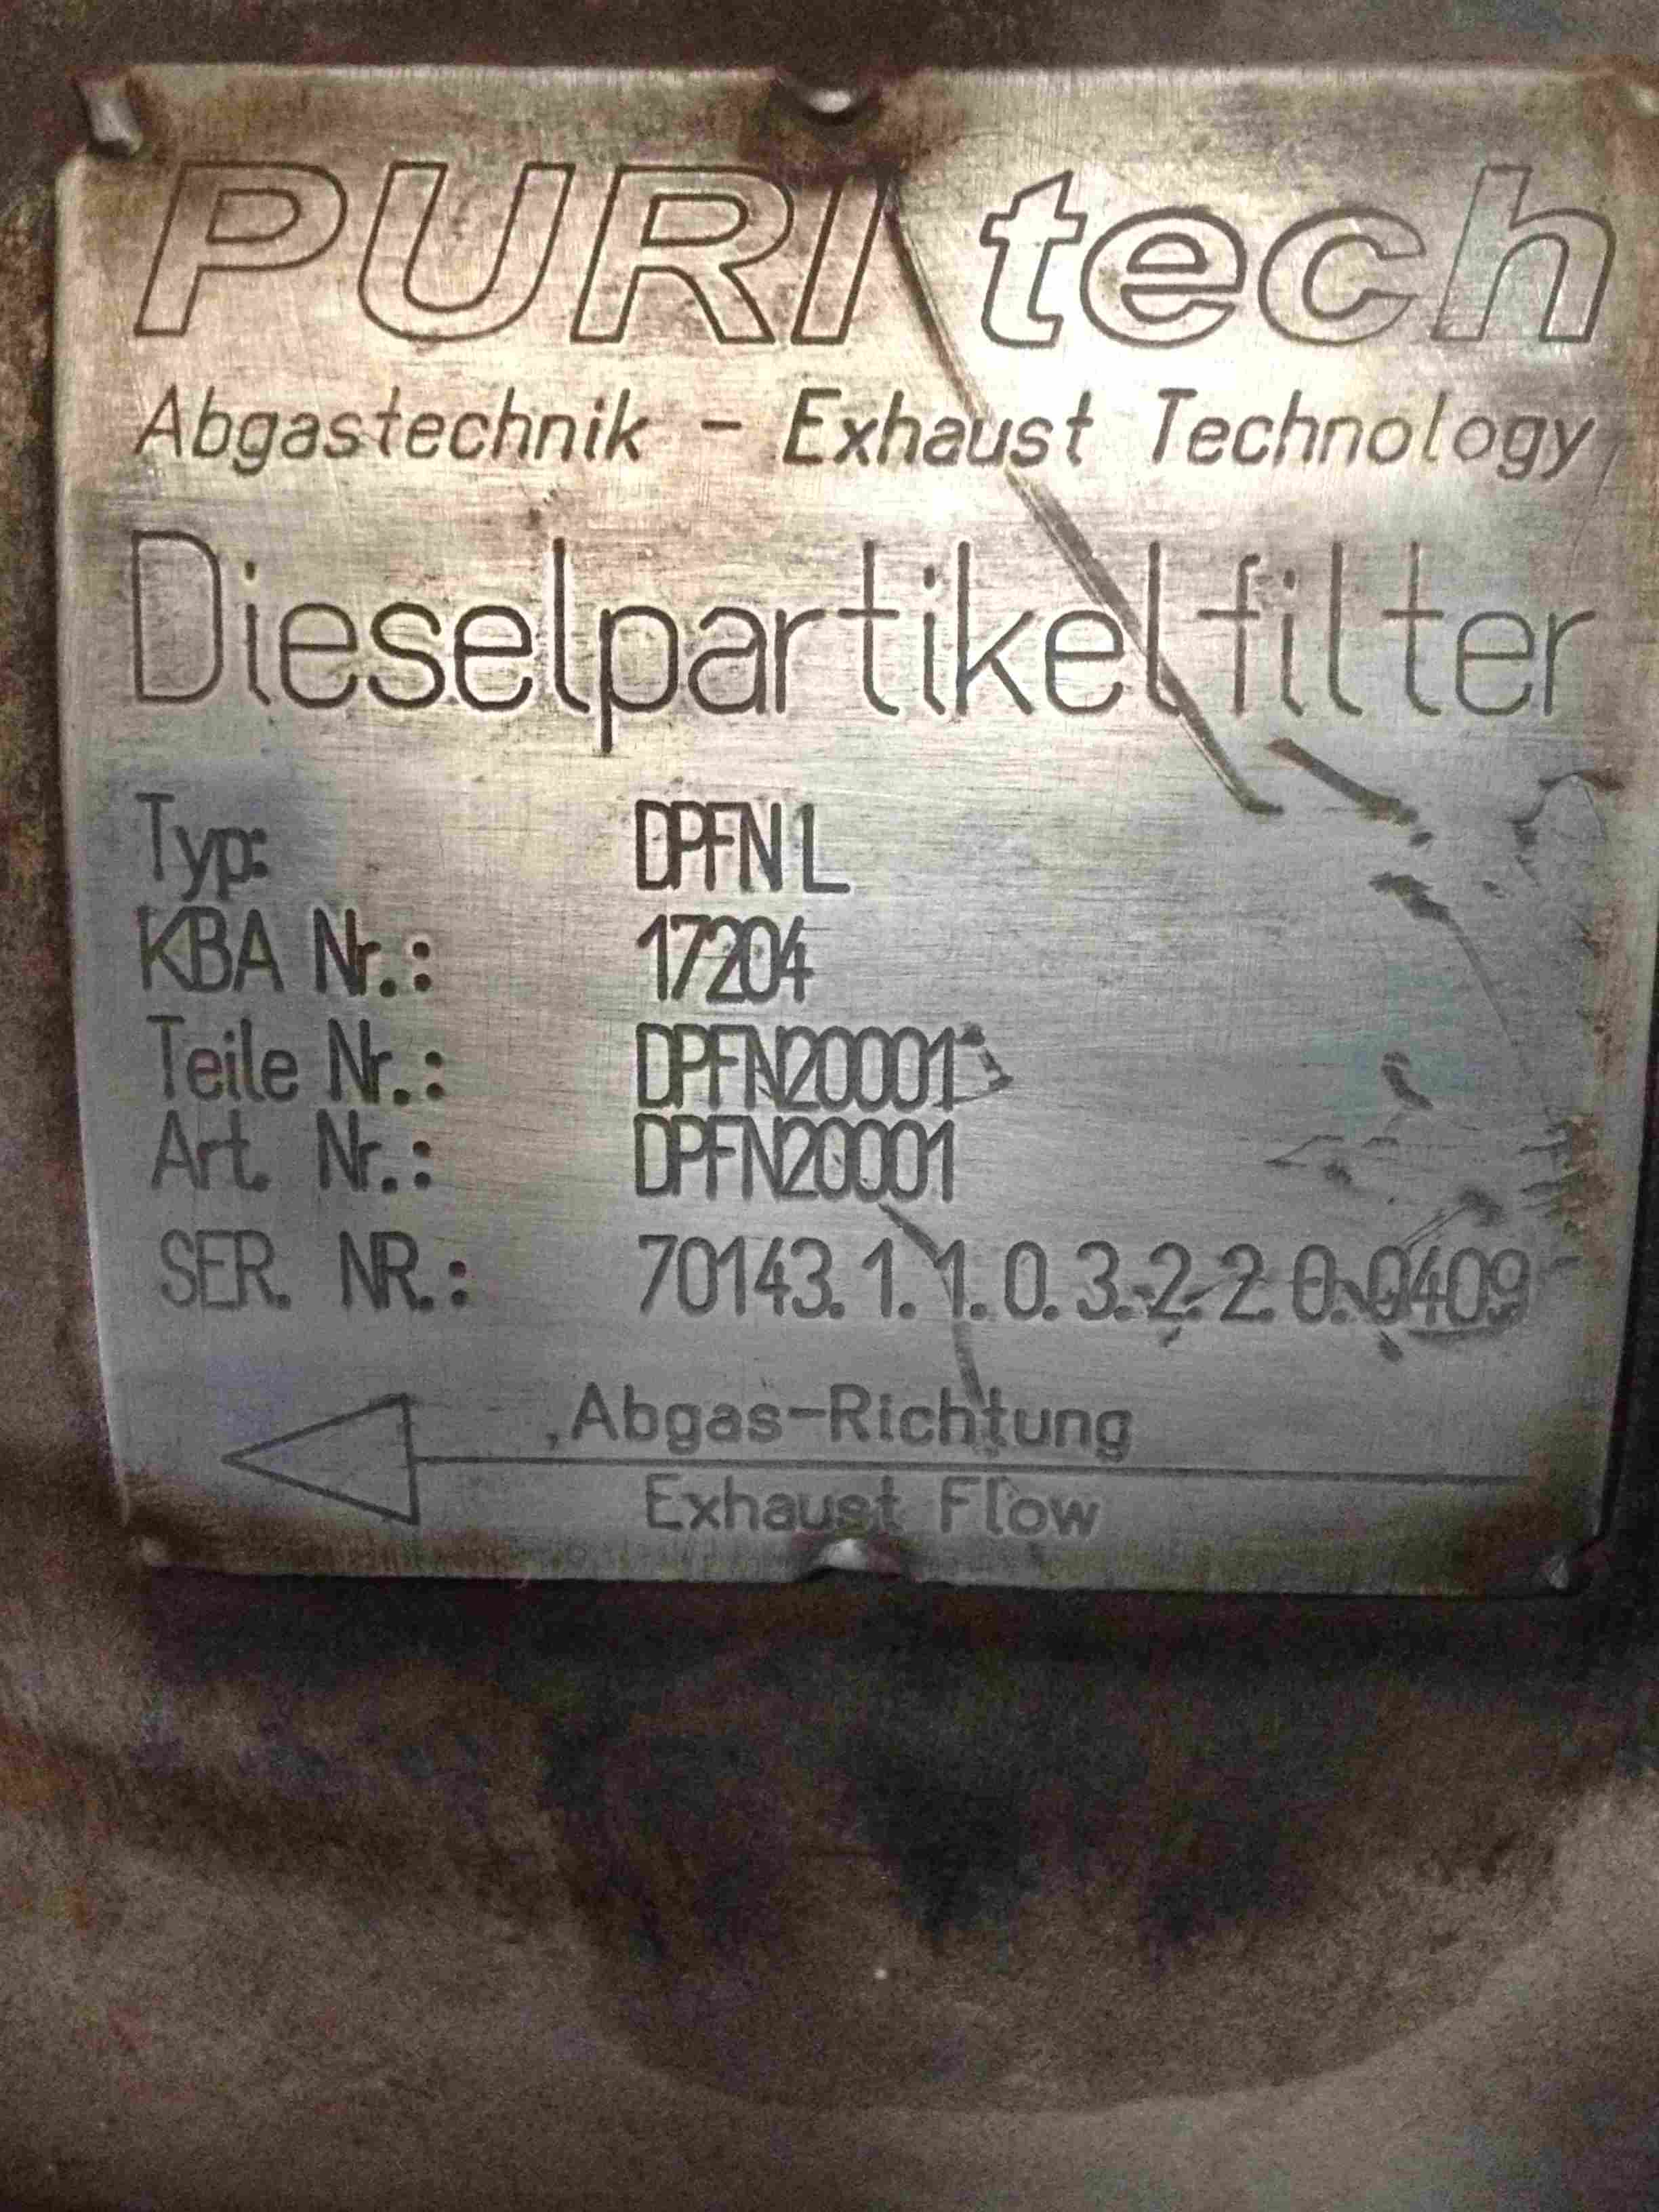 PURI tech
Abgastechnik - Exhaust Technology
Dieselpartikelfilter
Typ: DPFN L
KBA Nr.: 17204
Teile Nr.: DPFN20001
Art. Nr.: DPFN20001
SER. NR.: 70143.1.1.0.3.2.2.0.0409
Abgas-Richtung
Exhaust Flow